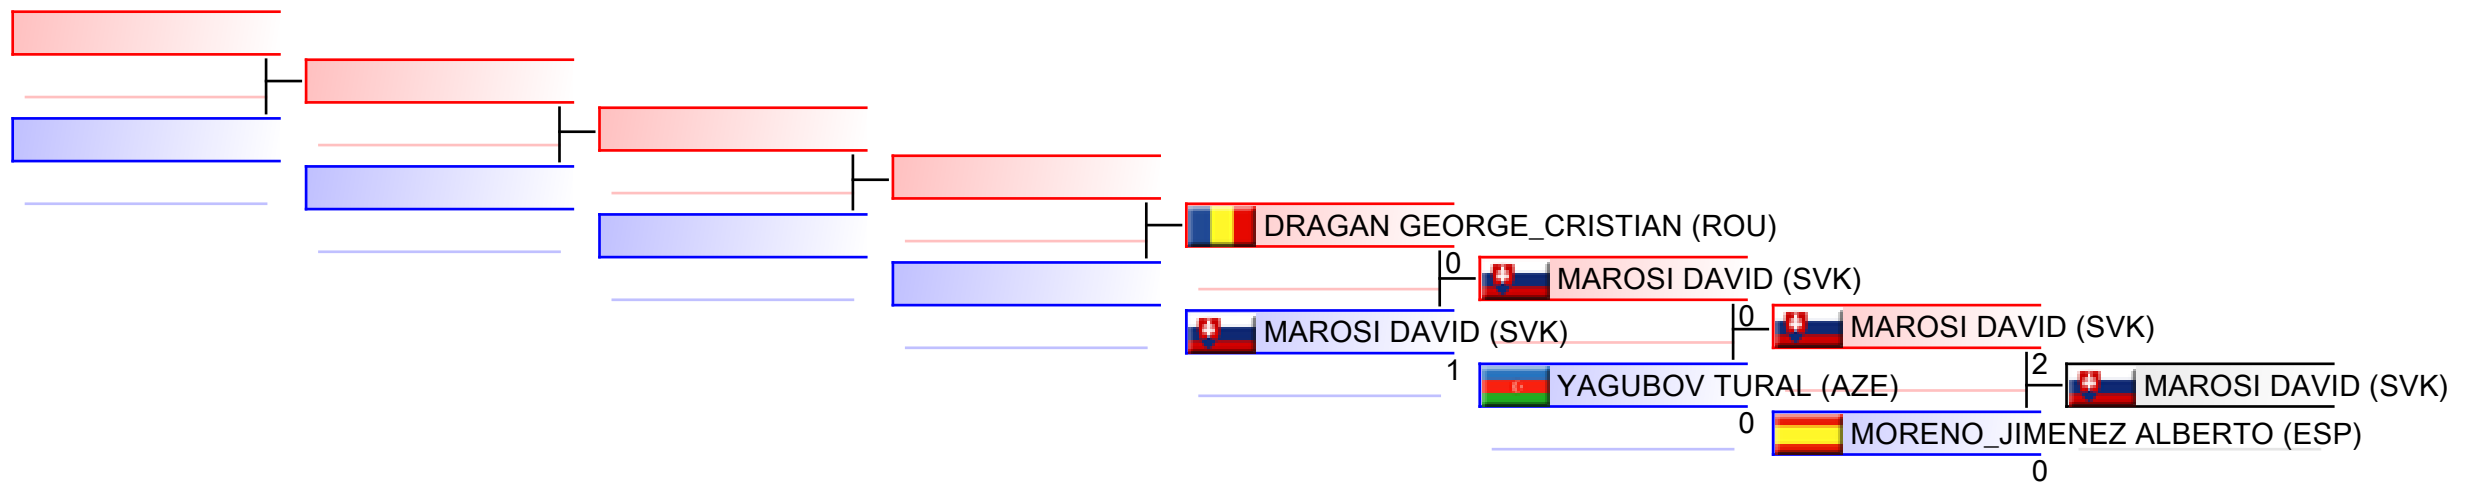 DRAGAN GEORGE_CRISTIAN (ROU)
0
MAROSI DAVID (SVK)
MAROSI DAVID (SVK)
1
0
MAROSI DAVID (SVK)
YAGUBOV TURAL (AZE)
0
2
MAROSI DAVID (SVK)
MORENO_JIMENEZ ALBERTO (ESP)
0